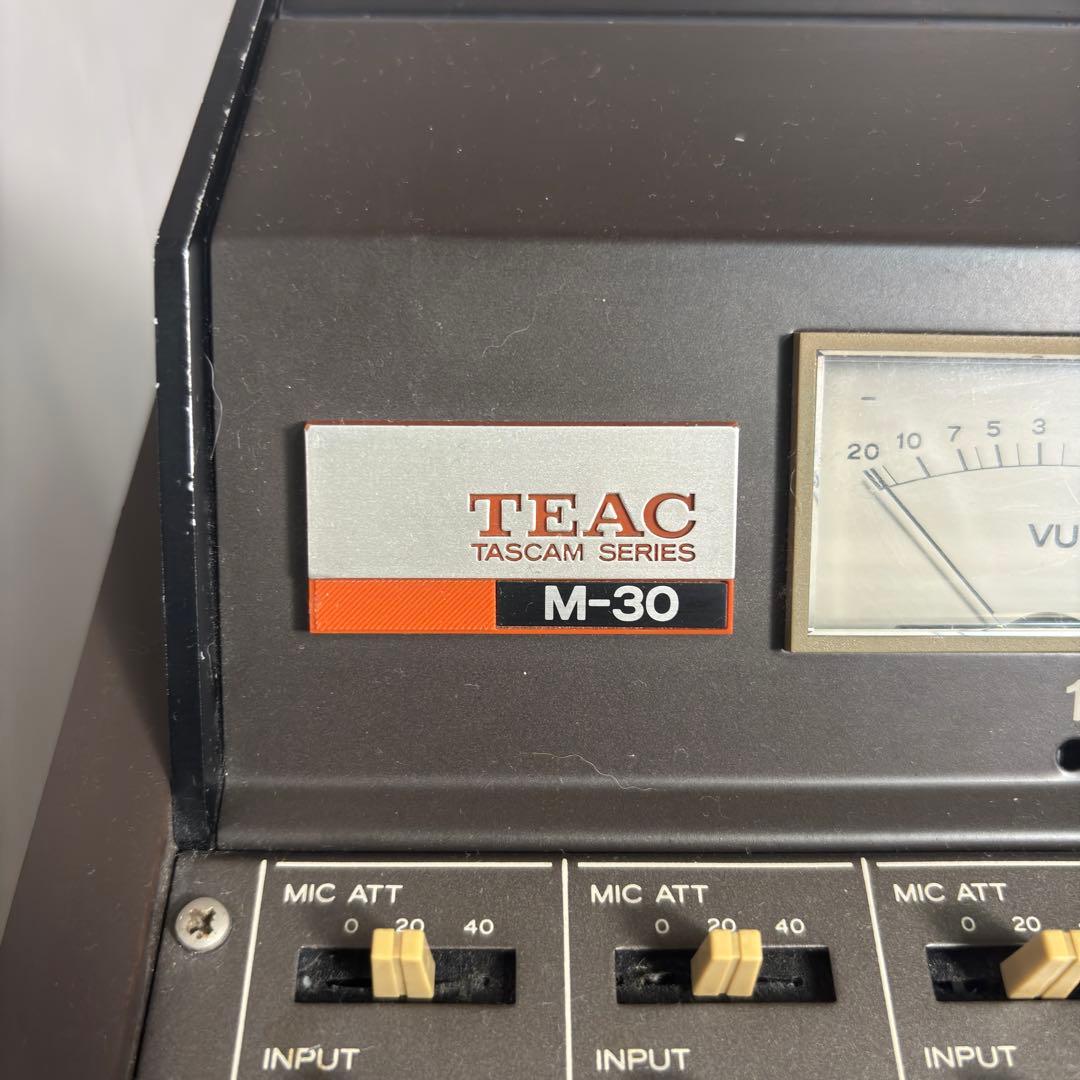 TEAC
TASCAM SERIES
M-30
- 20 10 7 5 3
VU
1
MIC ATT
0 20 40
INPUT
MIC ATT
0 20 40
INPUT
MIC ATT
0 20
INPUT